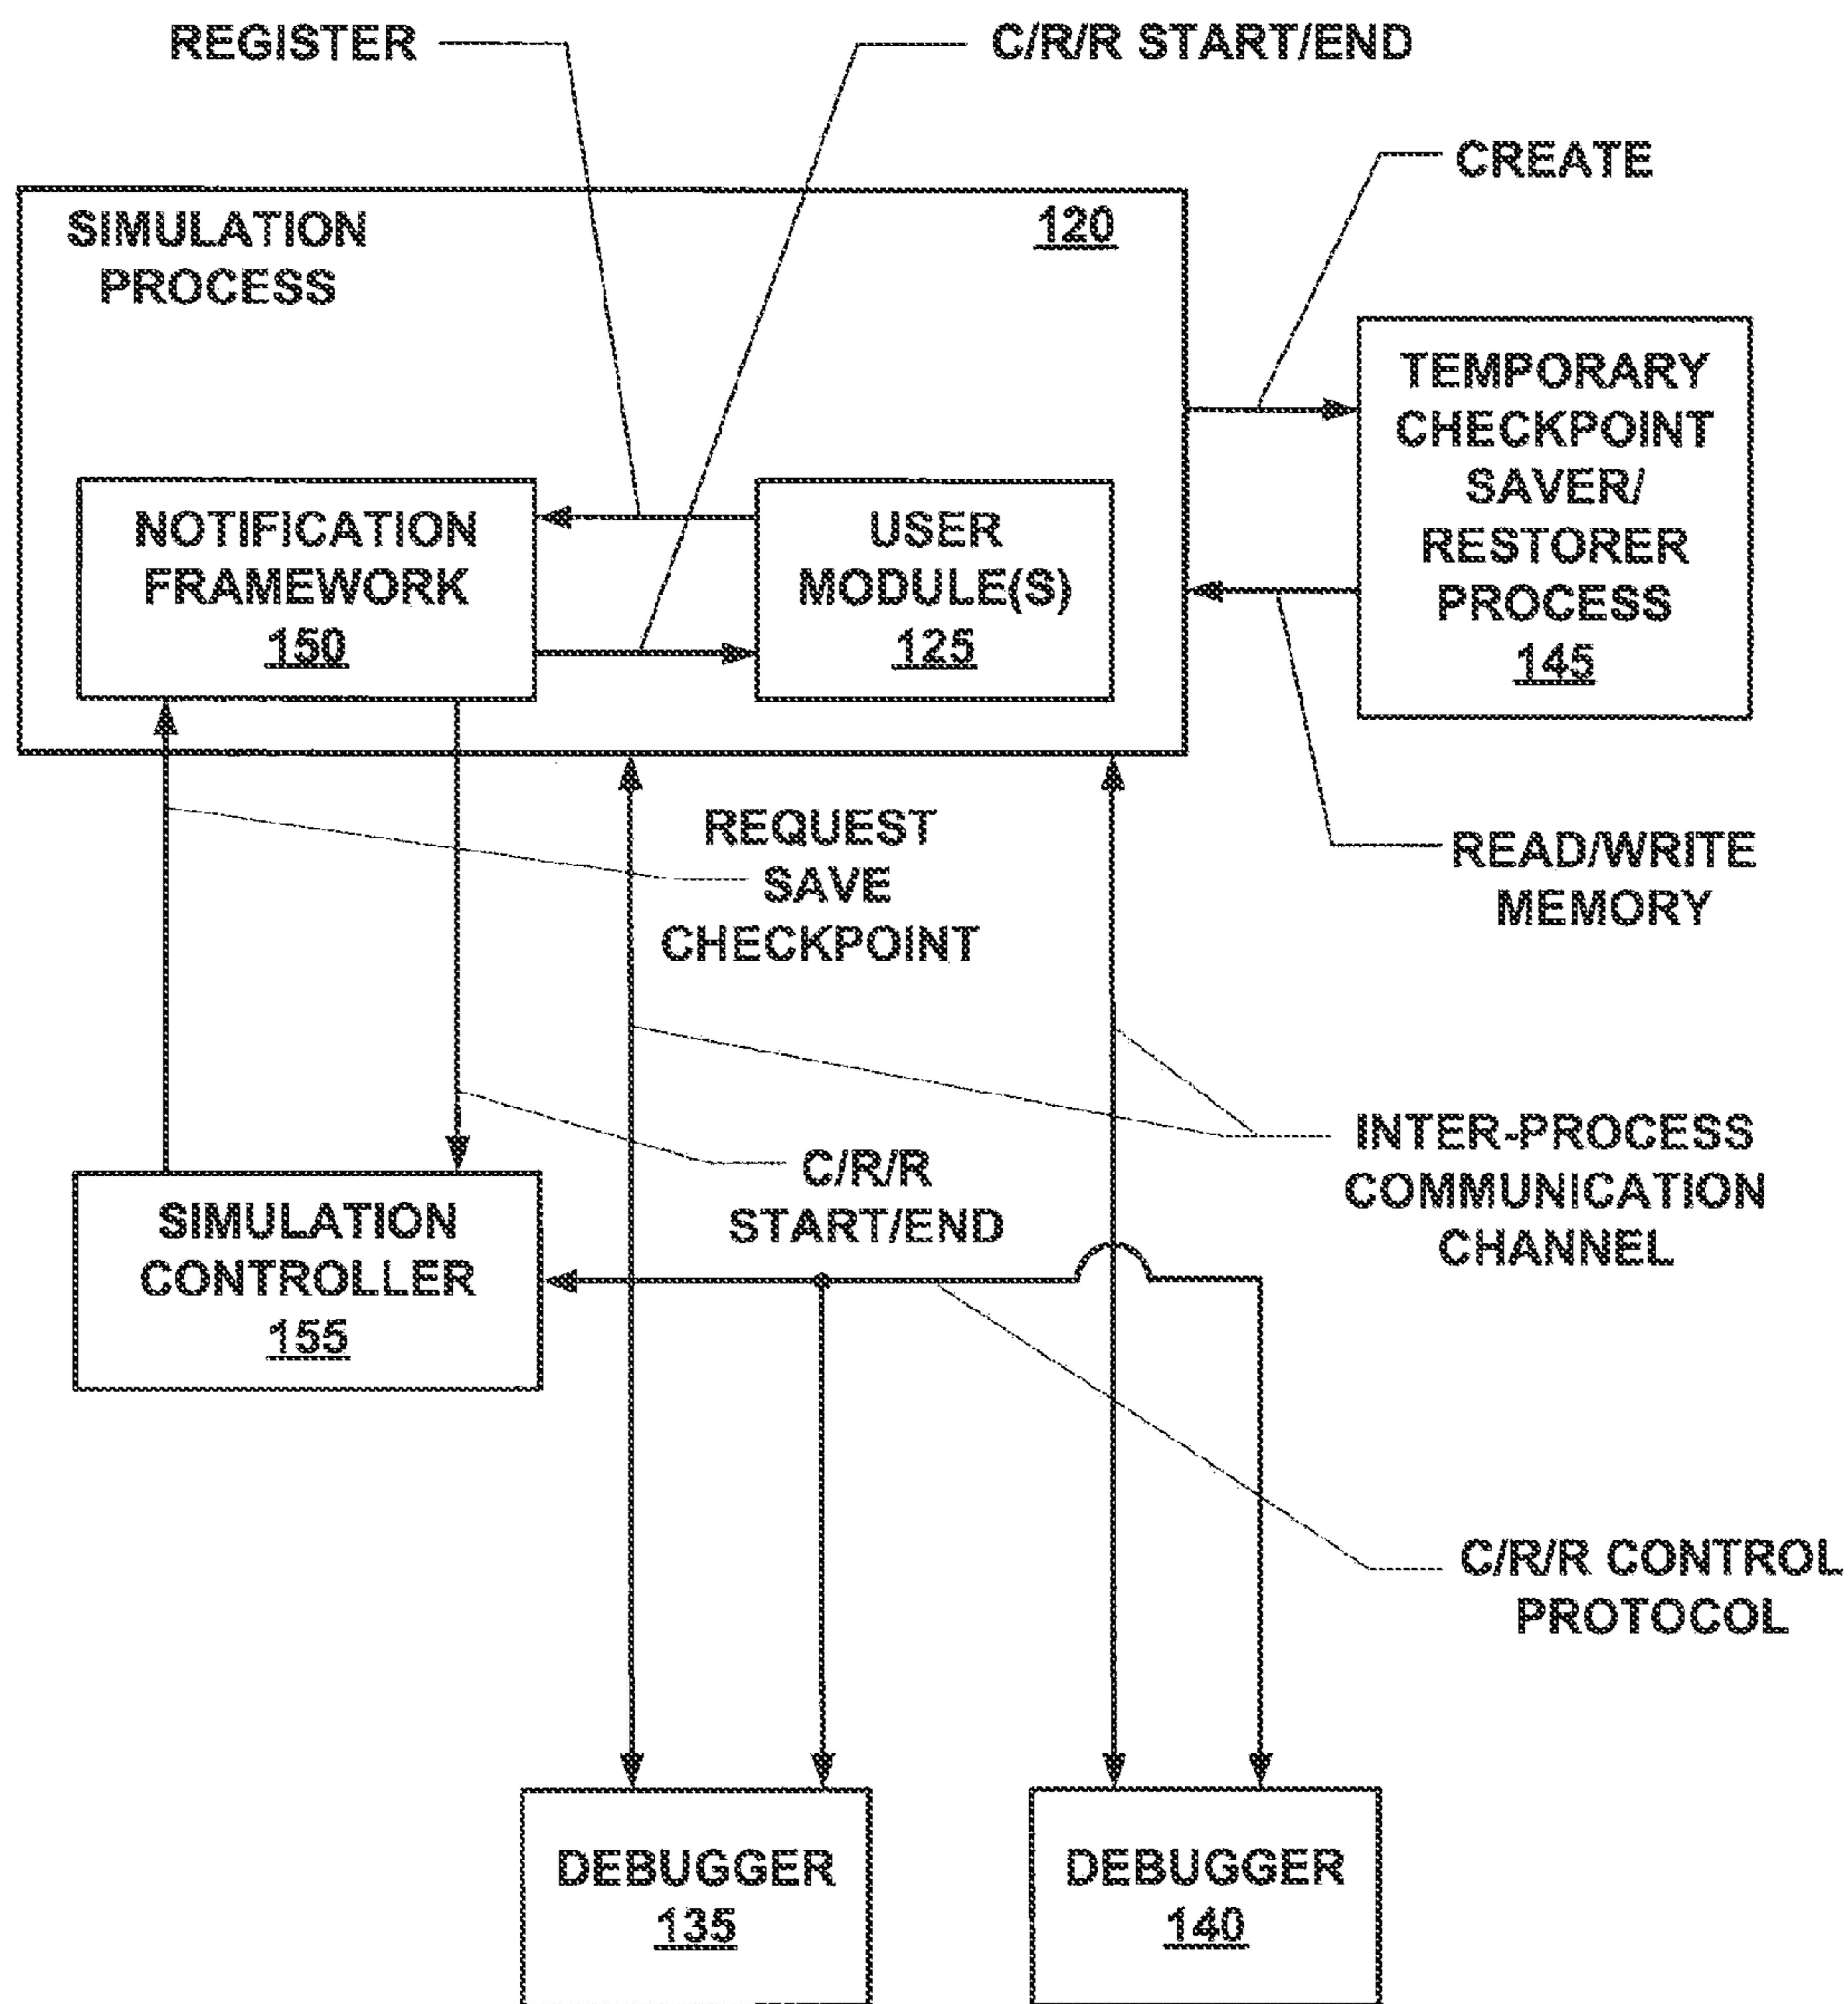 REGISTER
C/R/R START/END
CREATE
SIMULATION
PROCESS
120
TEMPORARY
CHECKPOINT
SAVER/
RESTORER
PROCESS
145
NOTIFICATION
FRAMEWORK
150
USER
MODULE(S)
125
REQUEST
SAVE
CHECKPOINT
READ/WRITE
MEMORY
INTER-PROCESS
COMMUNICATION
CHANNEL
C/R/R
START/END
SIMULATION
CONTROLLER
155
C/R/R CONTROL
PROTOCOL
DEBUGGER
135
DEBUGGER
140